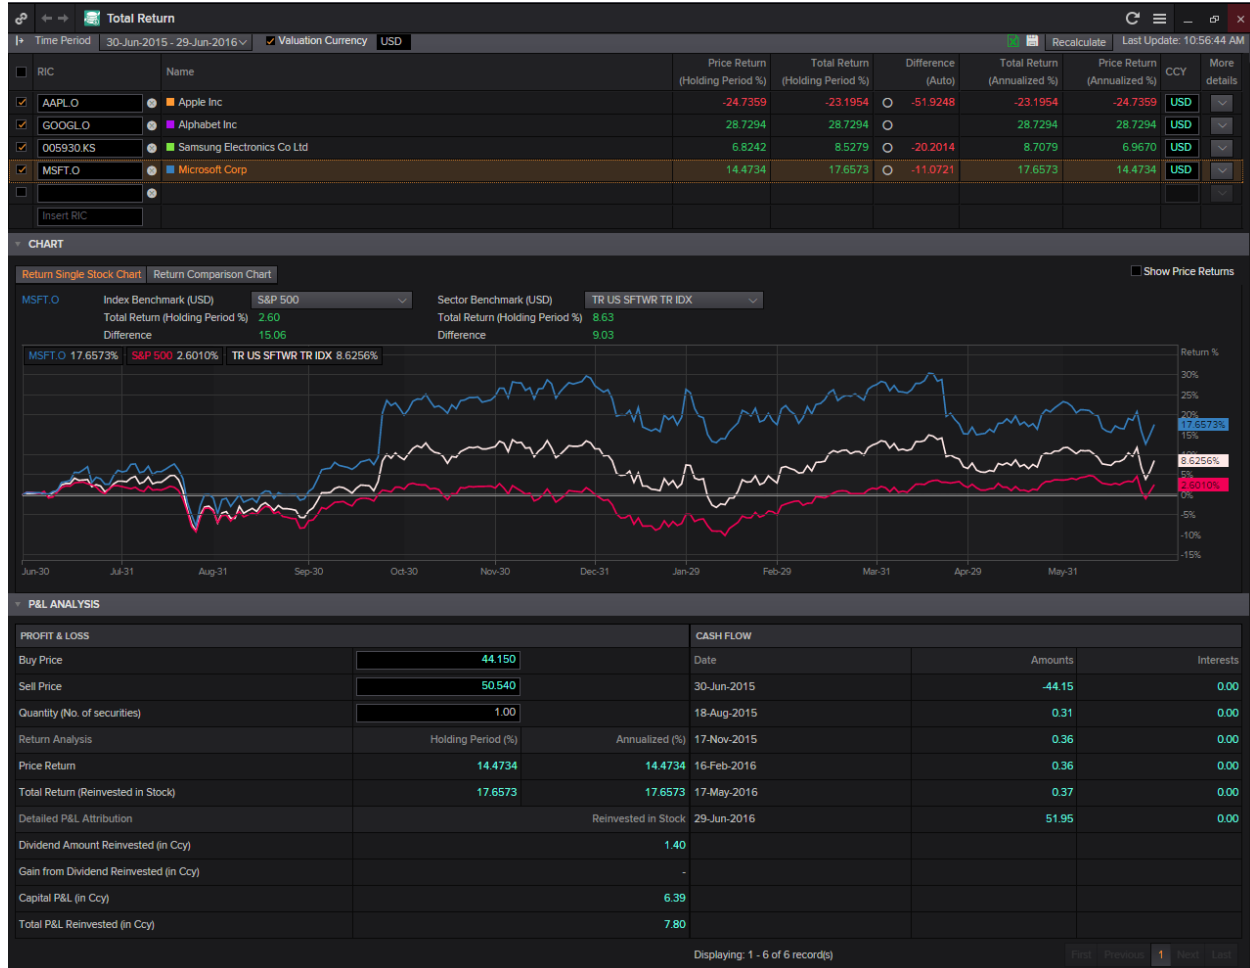 Total Return
Time Period 30-Jun-2015 - 29-Jun-2016 Valuation Currency USD Recalculate Last Update: 10:56:44 AM
RIC Name Price Return (Holding Period %) Total Return (Holding Period %) Difference (Auto) Total Return (Annualized %) Price Return (Annualized %) CCY More details
AAPL.O Apple Inc -24.7359 -23.1954 -51.9248 -23.1954 -24.7359 USD
GOOGL.O Alphabet Inc 28.7294 28.7294 28.7294 28.7294 USD
005930.KS Samsung Electronics Co Ltd 6.8242 8.5279 -20.2014 8.7079 6.9670 USD
MSFT.O Microsoft Corp 14.4734 17.6573 -11.0721 17.6573 14.4734 USD
Insert RIC
CHART
Return Single Stock Chart Return Comparison Chart Show Price Returns
MSFT.O Index Benchmark (USD) S&P 500 Sector Benchmark (USD) TR US SFTWR TR IDX
Total Return (Holding Period %) 2.60 Total Return (Holding Period %) 8.63
Difference 15.06 Difference 9.03
MSFT.O 17.6573% S&P 500 2.6010% TR US SFTWR TR IDX 8.6256% Return %
30%
25%
20%
17.6573%
15%
10%
8.6256%
5%
2.6010%
0%
-5%
-10%
-15%
Jun-30 Jul-31 Aug-31 Sep-30 Oct-30 Nov-30 Dec-31 Jan-29 Feb-29 Mar-31 Apr-29 May-31
P&L ANALYSIS
PROFIT & LOSS CASH FLOW
Buy Price 44.150 Date Amounts Interests
Sell Price 50.540 30-Jun-2015 -44.15 0.00
Quantity (No. of securities) 1.00 18-Aug-2015 0.31 0.00
Return Analysis Holding Period (%) Annualized (%) 17-Nov-2015 0.36 0.00
Price Return 14.4734 14.4734 16-Feb-2016 0.36 0.00
Total Return (Reinvested in Stock) 17.6573 17.6573 17-May-2016 0.37 0.00
Detailed P&L Attribution Reinvested in Stock 29-Jun-2016 51.95 0.00
Dividend Amount Reinvested (in Ccy) 1.40
Gain from Dividend Reinvested (in Ccy) -
Capital P&L (in Ccy) 6.39
Total P&L Reinvested (in Ccy) 7.80
Displaying: 1 - 6 of 6 record(s) First Previous 1 Next Last